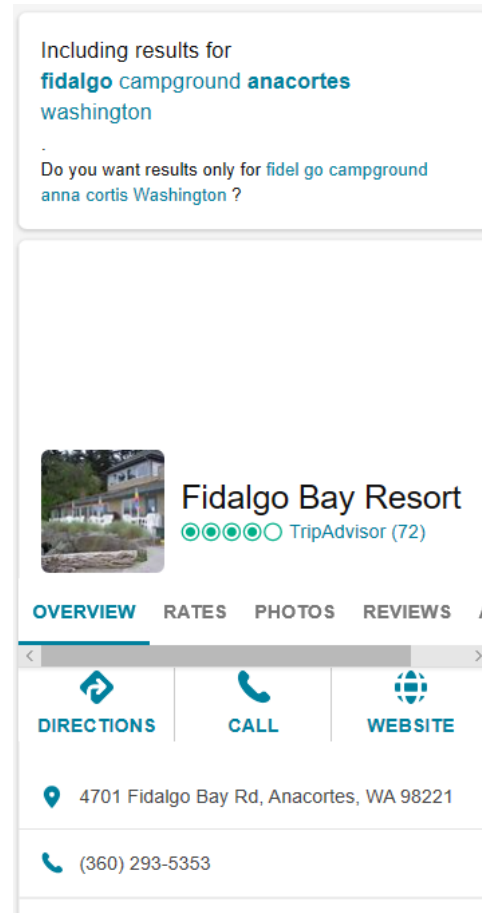 Including results for
fidalgo campground anacortes
washington
.
Do you want results only for fidel go campground
anna cortis Washington ?
Fidalgo Bay Resort
TripAdvisor (72)
OVERVIEW RATES PHOTOS REVIEWS
DIRECTIONS CALL WEBSITE
4701 Fidalgo Bay Rd, Anacortes, WA 98221
(360) 293-5353